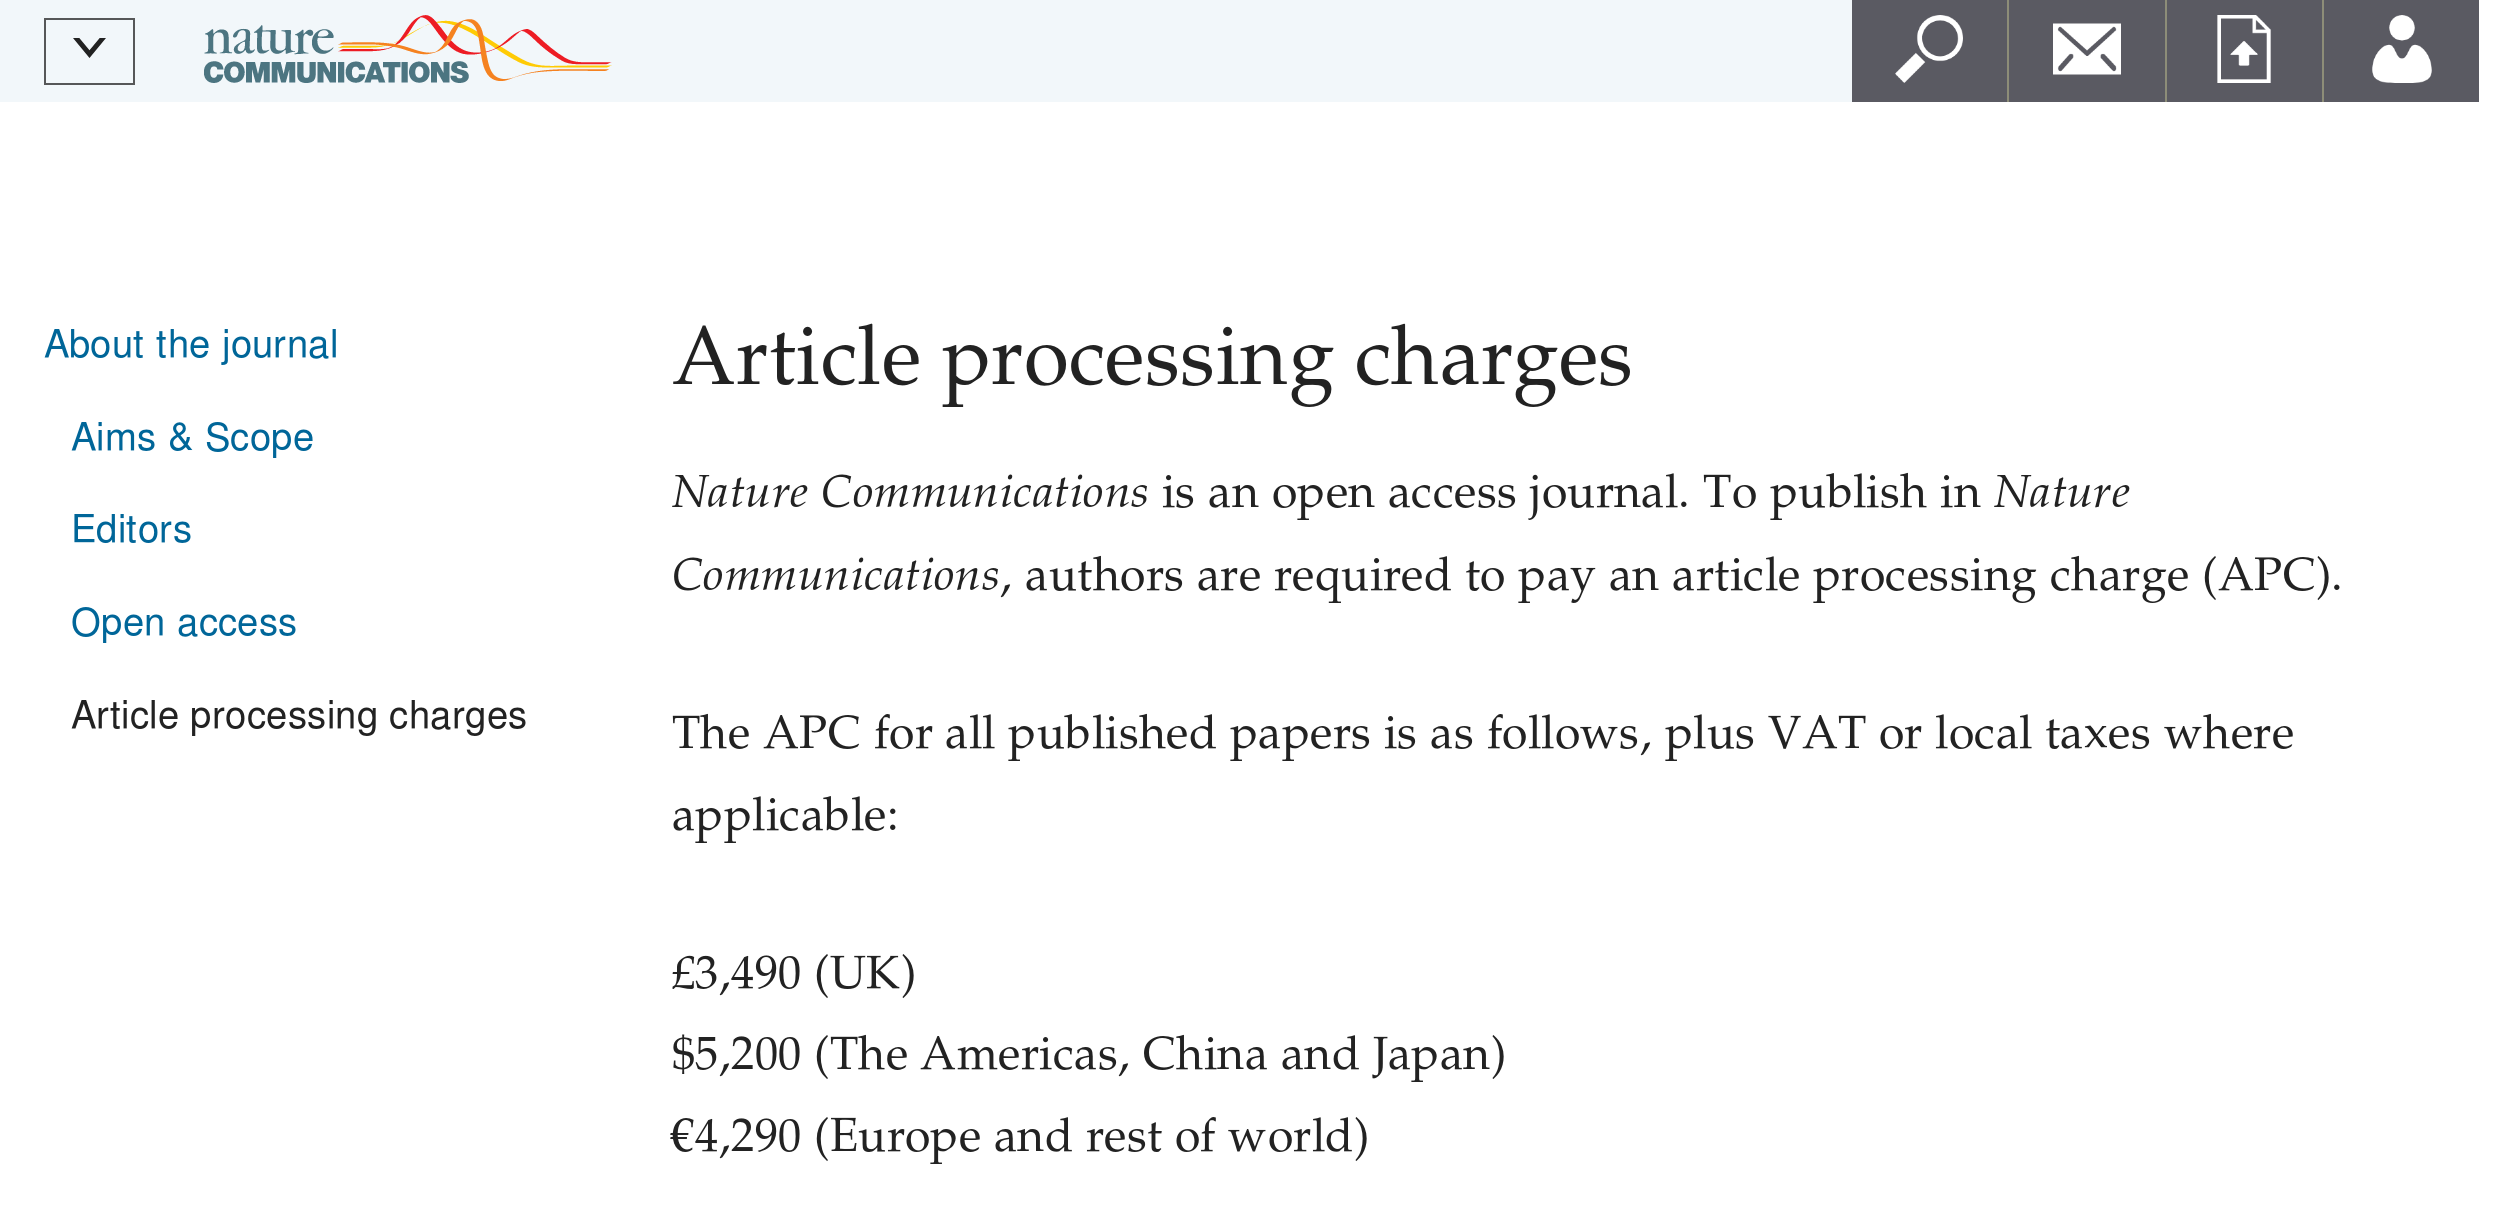 nature
COMMUNICATIONS
About the journal
Aims & Scope
Editors
Open access
Article processing charges
Article processing charges
Nature Communications is an open access journal. To publish in Nature
Communications, authors are required to pay an article processing charge (APC).
The APC for all published papers is as follows, plus VAT or local taxes where
applicable:
£3,490 (UK)
$5,200 (The Americas, China and Japan)
€4,290 (Europe and rest of world)